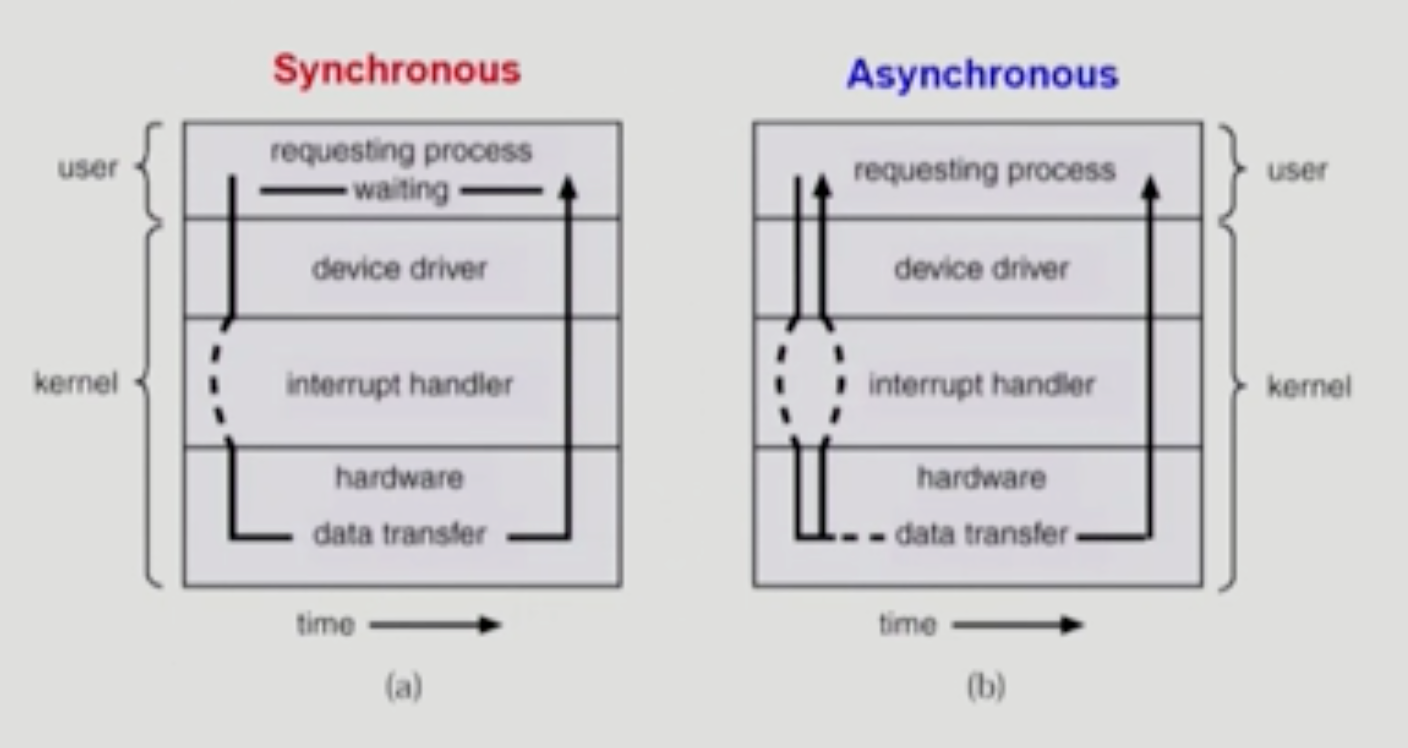 Synchronous
requesting process
waiting
device driver
interrupt handler
hardware
data transfer
user
kernel
time
(a)
Asynchronous
requesting process
device driver
interrupt handler
hardware
data transfer
user
kernel
time
(b)